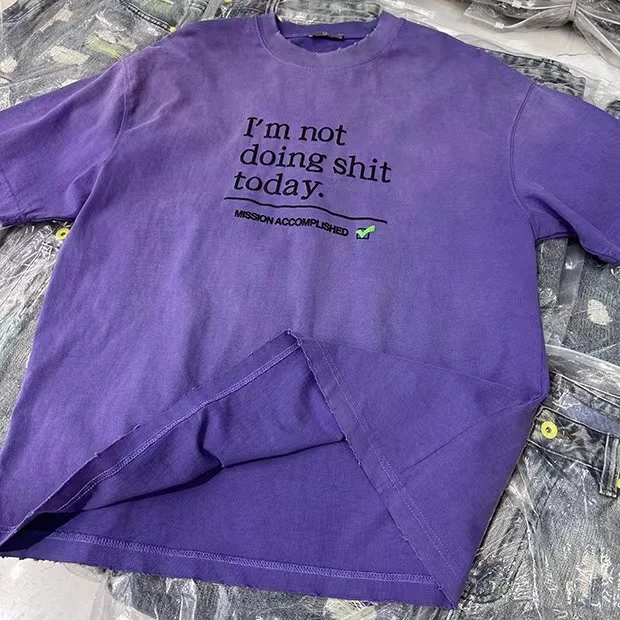 I'm not
doing shit
today.
MISSION ACCOMPLISHED